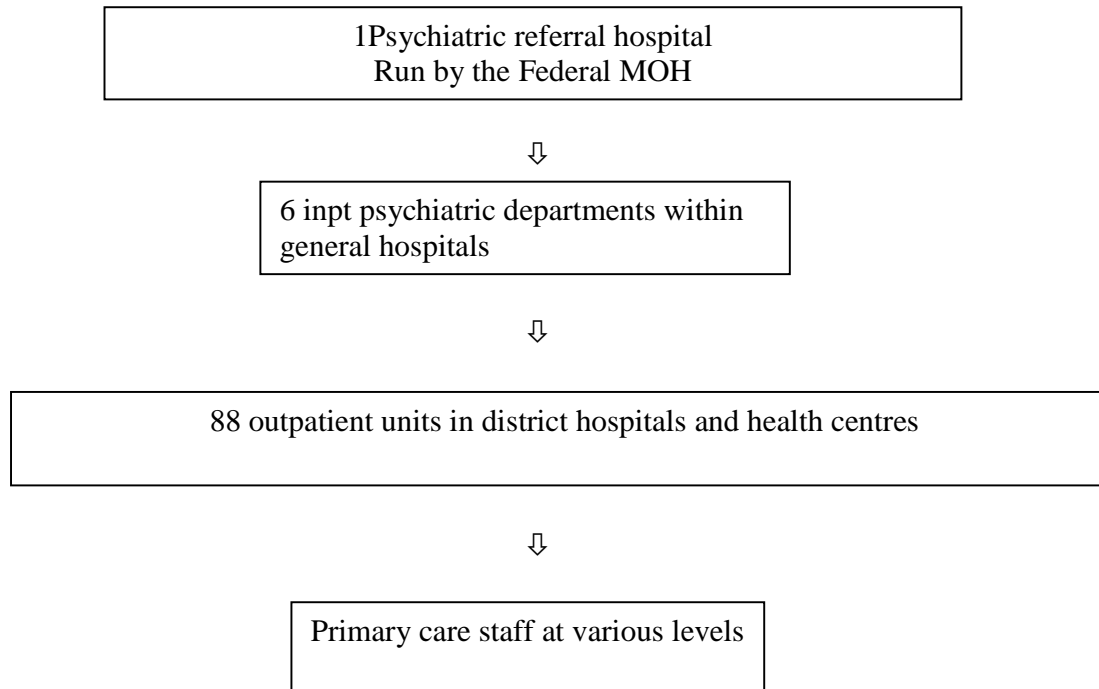 1Psychiatric referral hospital
Run by the Federal MOH
6 inpt psychiatric departments within
general hospitals
88 outpatient units in district hospitals and health centres
Primary care staff at various levels